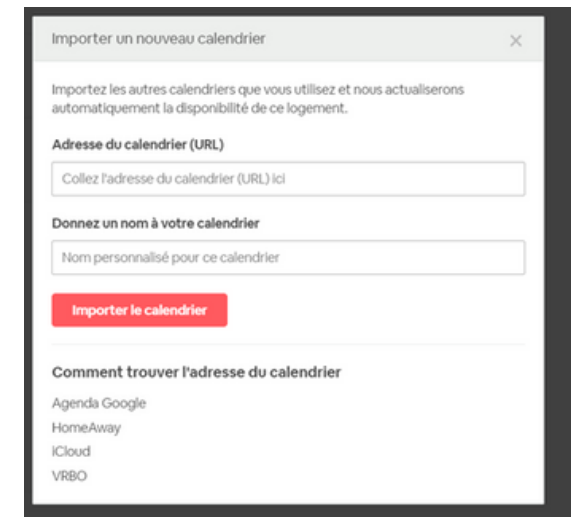 Importer un nouveau calendrier
Importez les autres calendriers que vous utilisez et nous actualiserons
automatiquement la disponibilité de ce logement.
Adresse du calendrier (URL)
Collez l'adresse du calendrier (URL) ici
Donnez un nom à votre calendrier
Nom personnalisé pour ce calendrier
Importer le calendrier
Comment trouver l'adresse du calendrier
Agenda Google
HomeAway
iCloud
VRBO